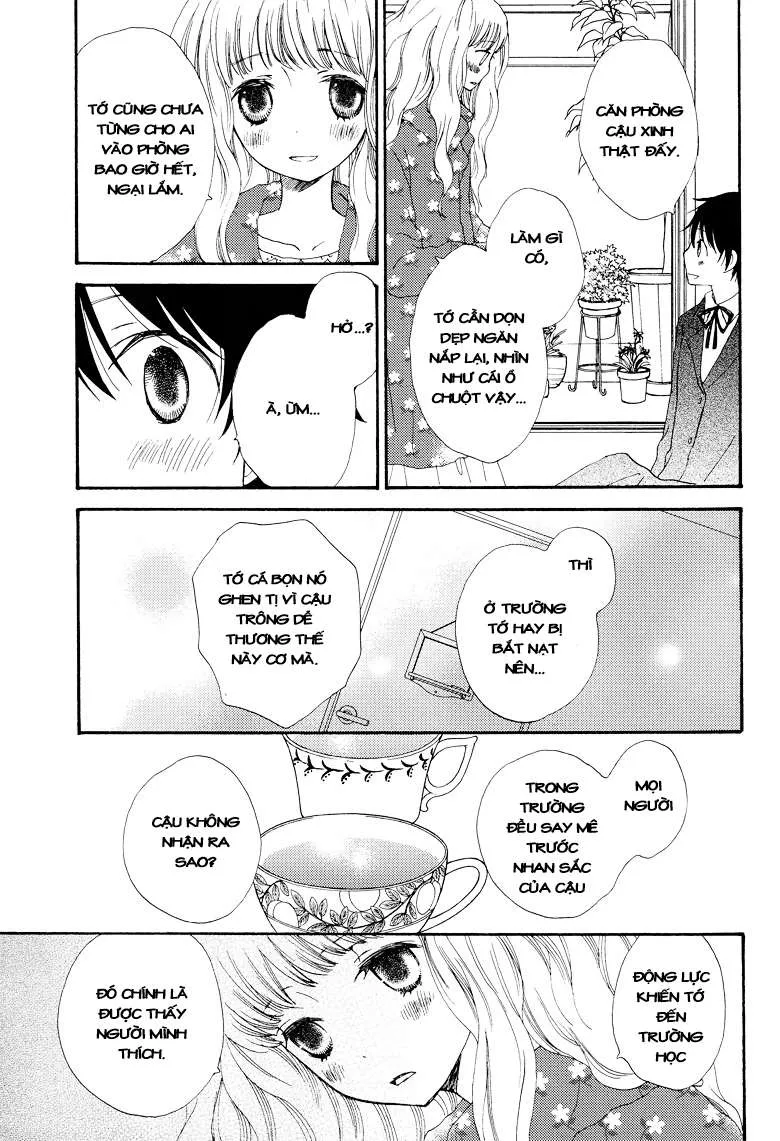 CĂN PHÒNG
CẬU XINH
THẬT ĐẤY.
LÀM GÌ
CÓ,
TỚ CẦN DỌN
DẸP NGĂN
NẮP LẠI, NHÌN
NHƯ CÁI Ổ
CHUỘT VẬY...
TỚ CŨNG CHƯA
TỪNG CHO AI
VÀO PHÒNG
BAO GIỜ HẾT,
NGẠI LẮM.
HỞ...?
À, ỪM...
THÌ
Ở TRƯỜNG
TỚ HAY BỊ
BẮT NẠT
NÊN...
TỚ CÁ BỌN NÓ
GHEN TỊ VÌ CẬU
TRÔNG DỄ
THƯƠNG THẾ
NÀY CƠ MÀ.
MỌI
NGƯỜI
TRONG
TRƯỜNG
ĐỀU SAY MÊ
TRƯỚC
NHAN SẮC
CỦA CẬU
CẬU KHÔNG
NHẬN RA
SAO?
ĐỘNG LỰC
KHIẾN TỚ
ĐẾN
TRƯỜNG
HỌC
ĐÓ CHÍNH LÀ
ĐƯỢC THẤY
NGƯỜI MÌNH
THÍCH.